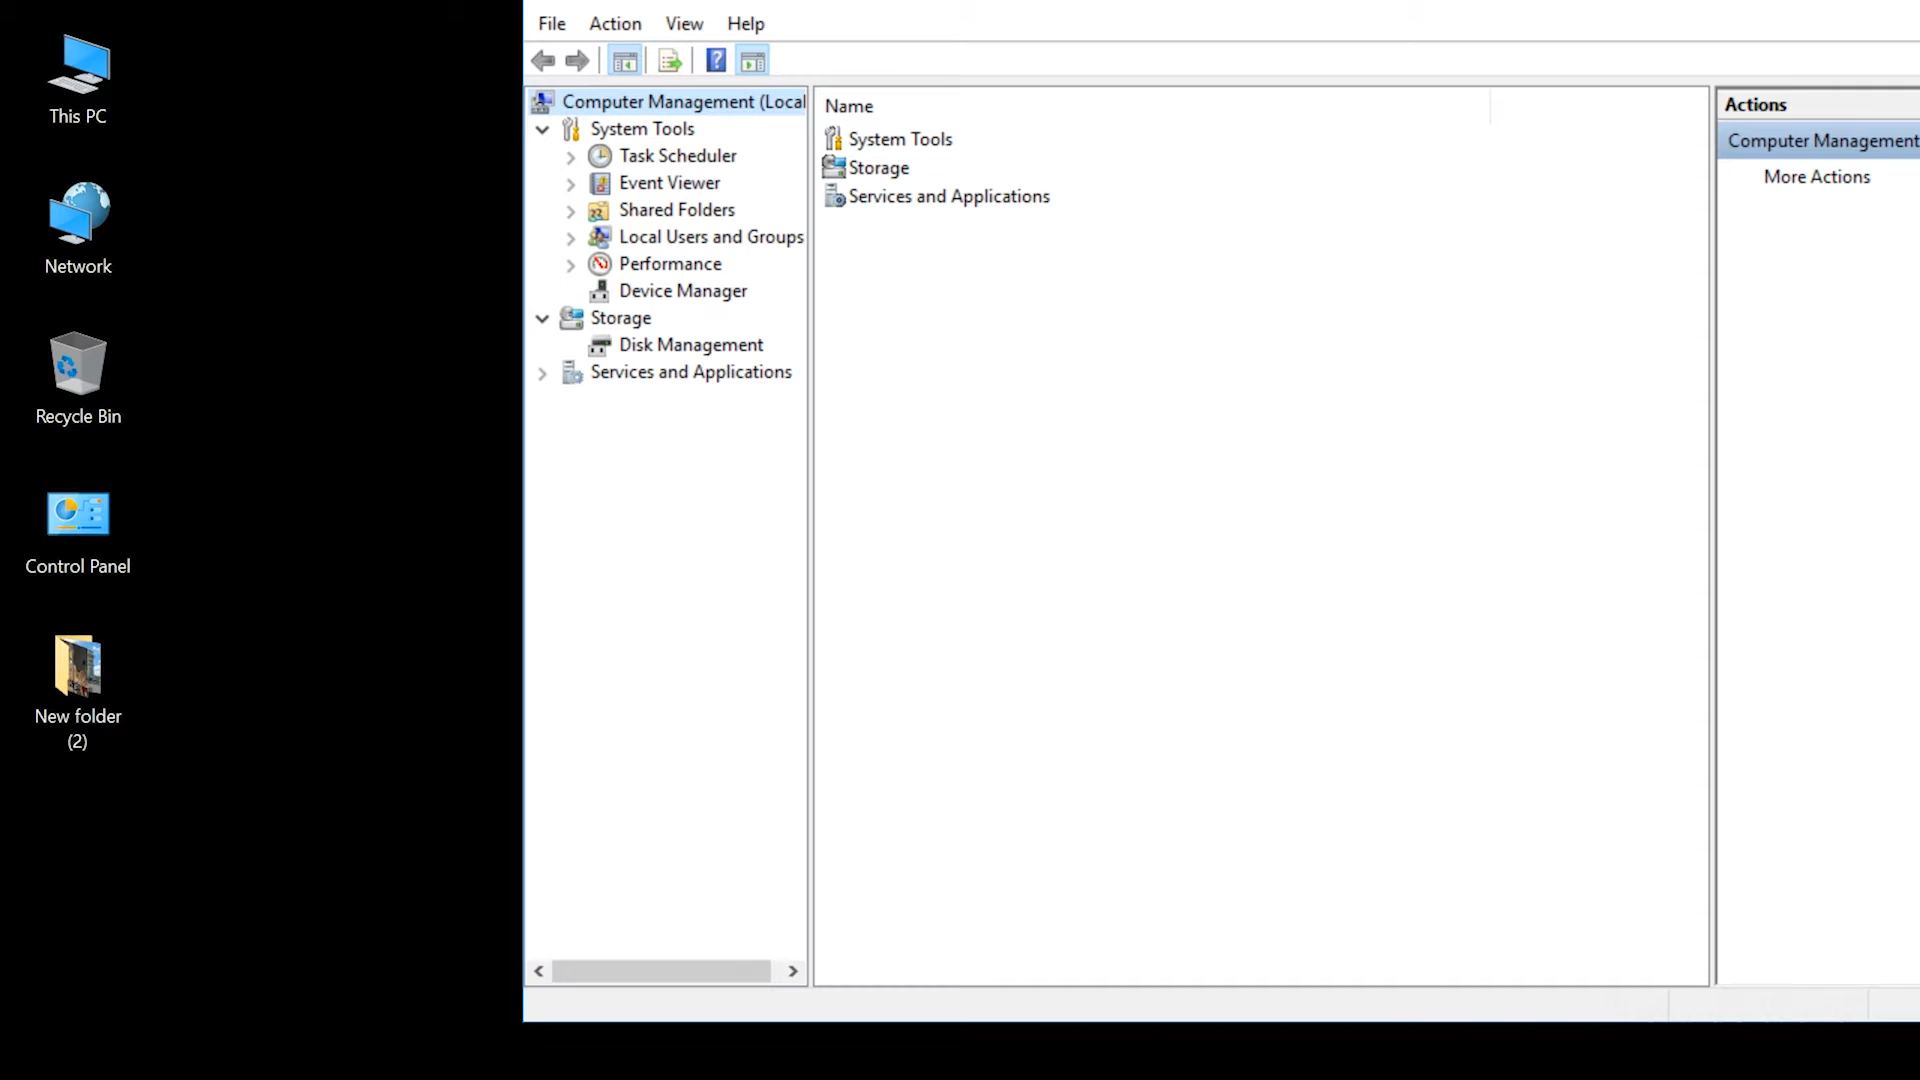 This PC
Network
Recycle Bin
Control Panel
New folder
(2)
File Action View Help
Computer Management (Local
System Tools
Task Scheduler
Event Viewer
Shared Folders
Local Users and Groups
Performance
Device Manager
Storage
Disk Management
Services and Applications
Name
System Tools
Storage
Services and Applications
Actions
Computer Management
More Actions